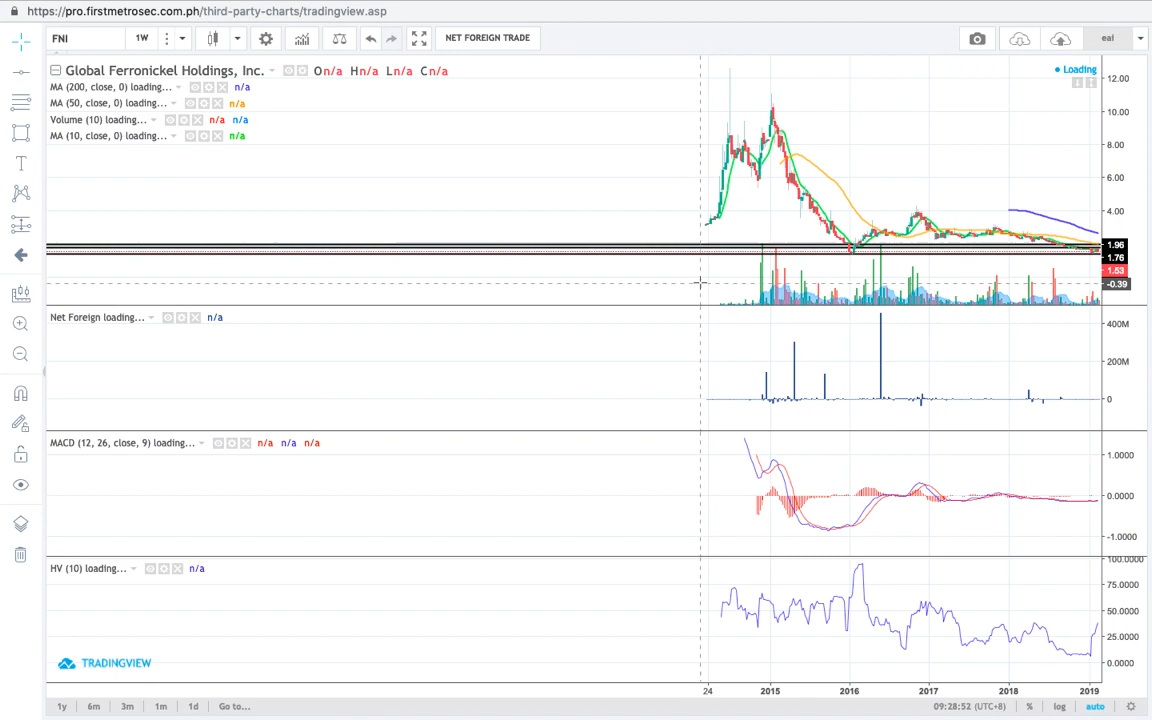 https://pro.firstmetrosec.com.ph/third-party-charts/tradingview.asp
FNI 1W NET FOREIGN TRADE eai
Global Ferronickel Holdings, Inc. On/a Hn/a Ln/a Cn/a
Loading
MA (200, close, 0) loading... n/a
MA (50, close, 0) loading... n/a
Volume (10) loading... n/a n/a
MA (10, close, 0) loading... n/a
12.00
10.00
8.00
6.00
4.00
1.96
1.76
1.53
-0.39
Net Foreign loading... n/a
400M
200M
0
MACD (12, 26, close, 9) loading... n/a n/a n/a
1.0000
0.0000
-1.0000
HV (10) loading... n/a
100.0000
75.0000
50.0000
25.0000
0.0000
TRADINGVIEW
24 2015 2016 2017 2018 2019
1y 6m 3m 1m 1d Go to... 09:28:52 (UTC+8) % log auto